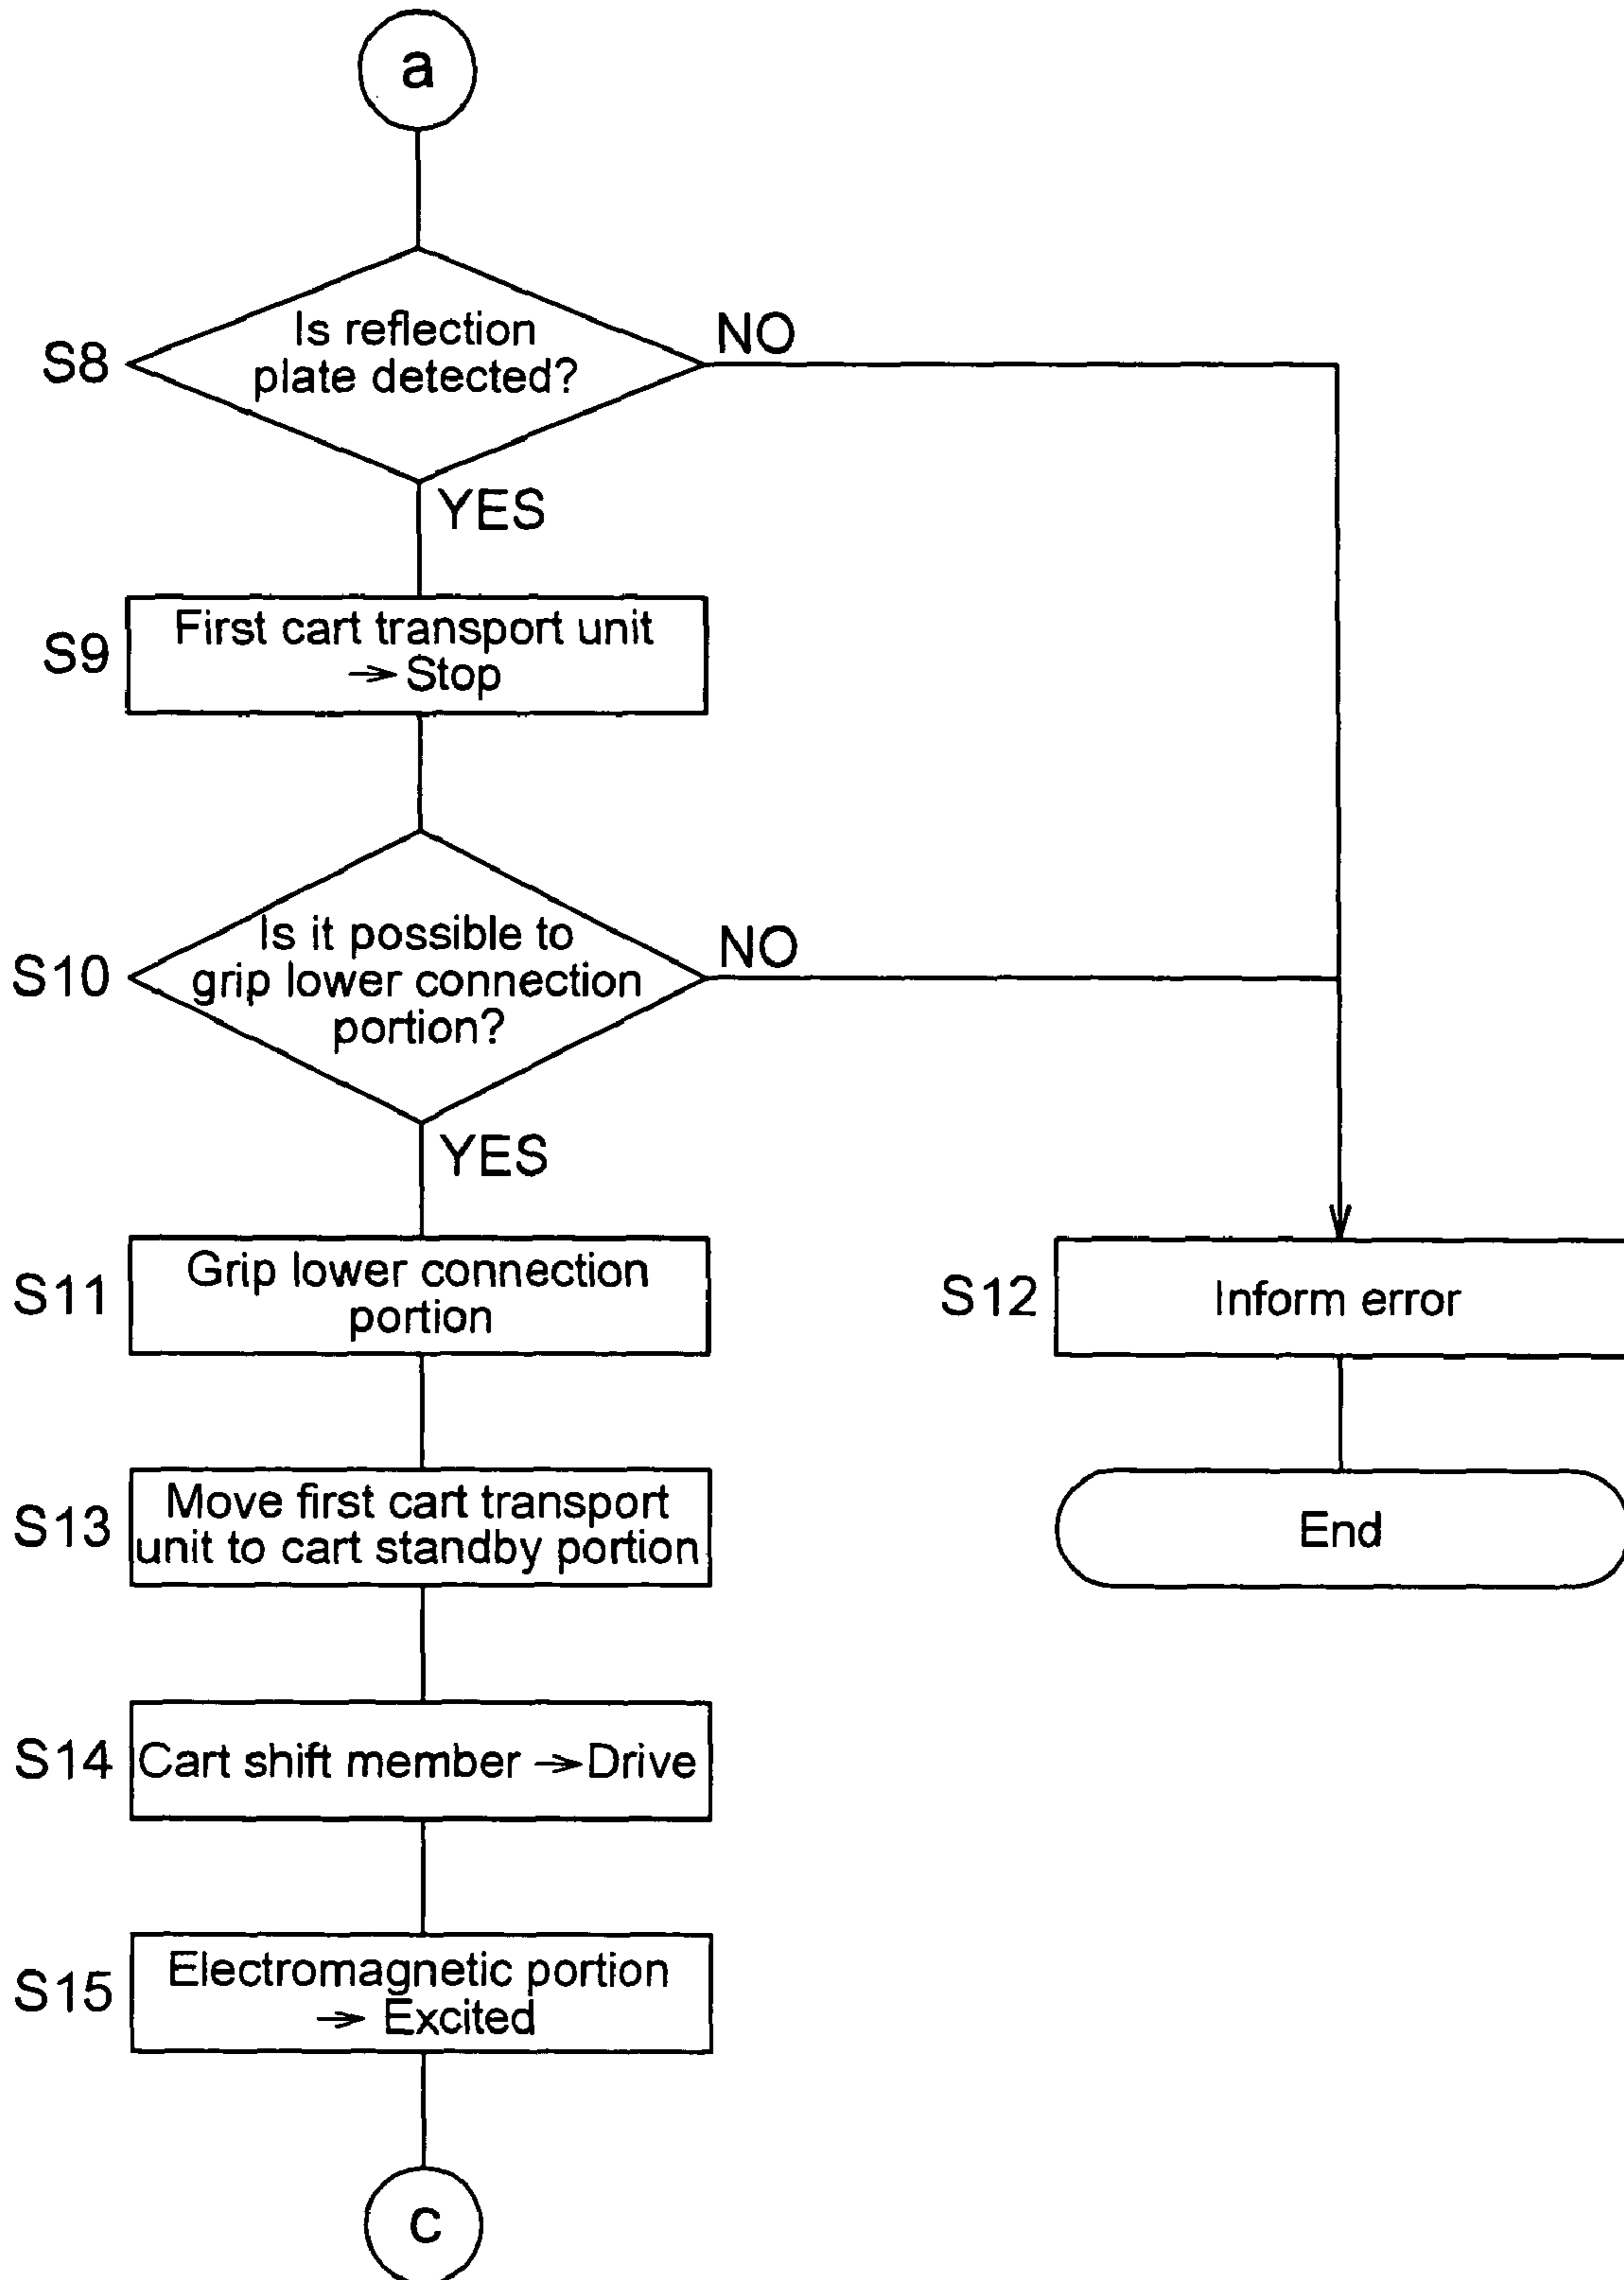 a
Is reflection
plate detected?
S8
NO
YES
S9
First cart transport unit
→ Stop
Is it possible to
grip lower connection
portion?
S10
NO
YES
S11
Grip lower connection
portion
S12
Inform error
S13
Move first cart transport
unit to cart standby portion
End
S14
Cart shift member → Drive
S15
Electromagnetic portion
→ Excited
c